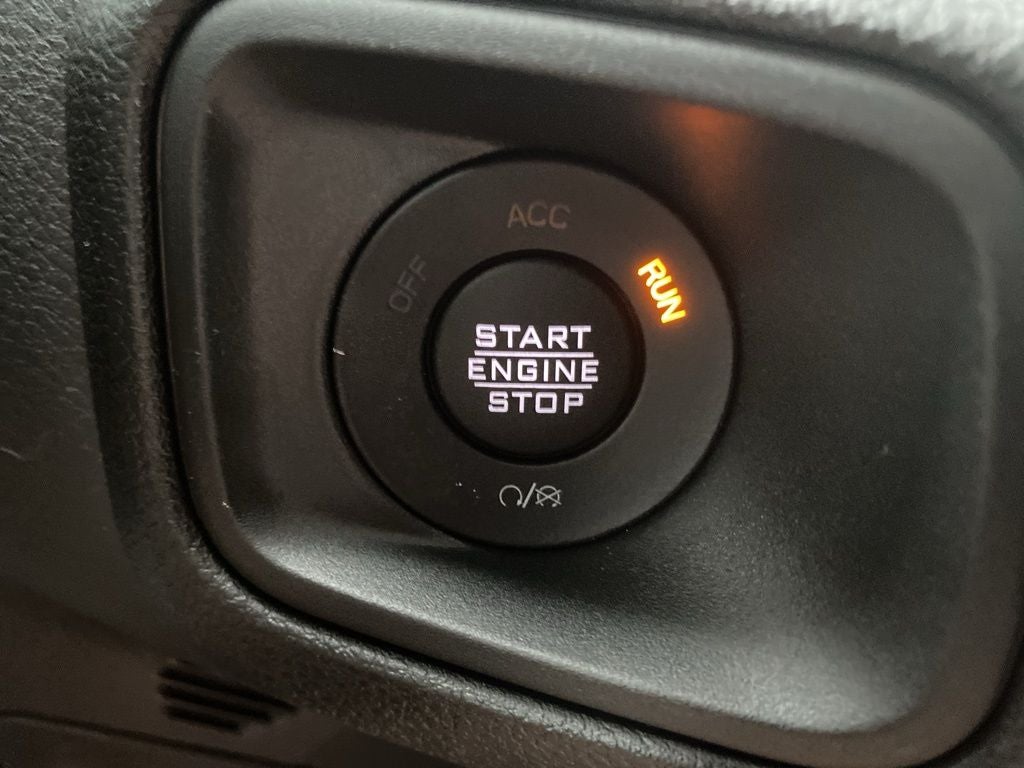 ACC
OFF
RUN
START
ENGINE
STOP